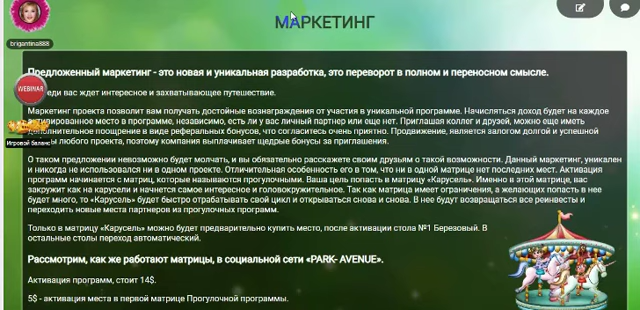 МАРКЕТИНГ
brigantina888
Предложенный маркетинг - это новая и уникальная разработка, это переворот в полном и переносном смысле.
WEBINAR
реди вас ждет интересное и захватывающее путешествие.
Маркетинг проекта позволит вам получать достойные вознаграждения от участия в уникальной программе. Начисляться доход будет на каждое
активированное место в программе, независимо, есть ли у вас личный партнер или еще нет. Приглашая коллег и друзей, можно еще иметь
дополнительное поощрение в виде реферальных бонусов, что согласитесь очень приятно. Продвижение, является залогом долгой и успешной
любого проекта, поэтому компания выплачивает щедрые бонусы за приглашения.
Игровой баланс
О таком предложении невозможно будет молчать, и вы обязательно расскажете своим друзьям о такой возможности. Данный маркетинг, уникален
и никогда не использовался ни в одном проекте. Отличительная особенность его в том, что ни в одной матрице нет последних мест. Активация
программ начинается с матриц, которые называются прогулочными. Ваша цель попасть в матрицу «Карусель». Именно в этой матрице, вас
закружит как на карусели и начнется самое интересное и головокружительное. Так как матрица имеет ограничения, а желающих попасть в нее
будет много, то «Карусель» будет быстро отрабатывать свой цикл и открываться снова и снова. В нее будут возвращаться все реинвесты и
переходить новые места партнеров из прогулочных программ.
Только в матрицу «Карусель» можно будет предварительно купить место, после активации стола №1 Березовый. В
остальные столы переход автоматический.
Рассмотрим, как же работают матрицы, в социальной сети «PARK- AVENUE».
Активация программ, стоит 14$.
5$ - активация места в первой матрице Прогулочной программы.